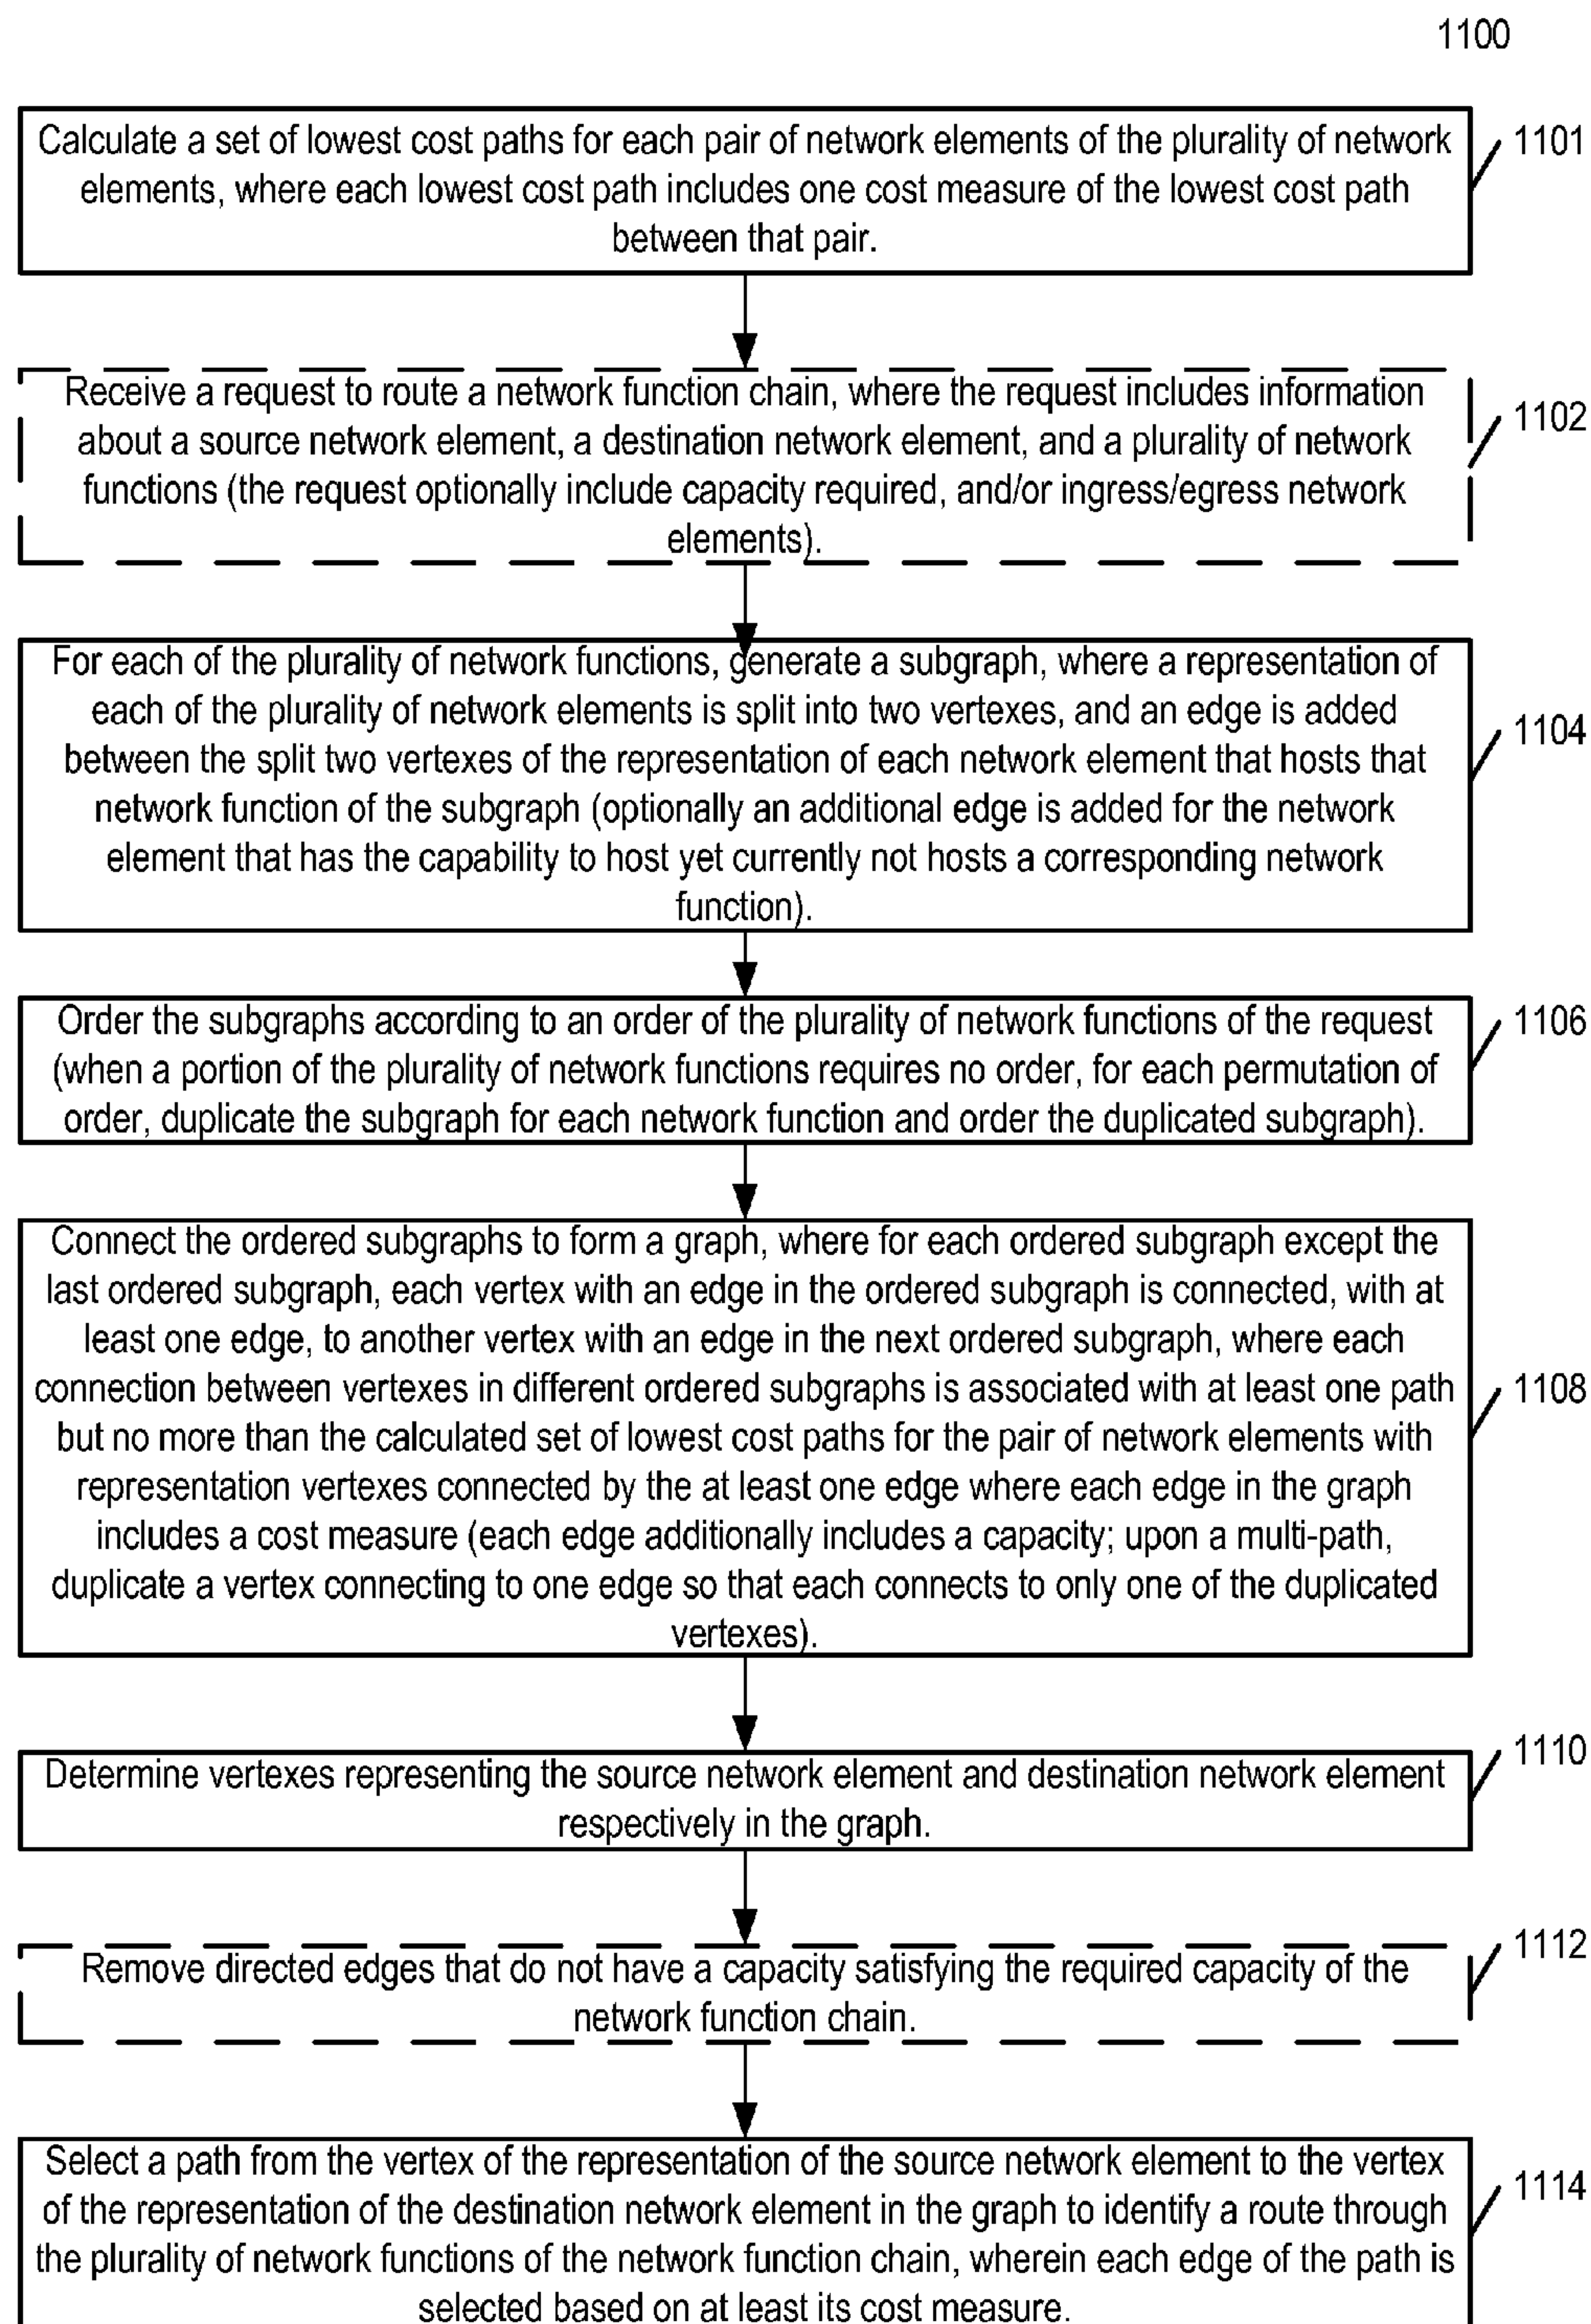 1100
Calculate a set of lowest cost paths for each pair of network elements of the plurality of network
elements, where each lowest cost path includes one cost measure of the lowest cost path
between that pair.
1101
Receive a request to route a network function chain, where the request includes information
about a source network element, a destination network element, and a plurality of network
functions (the request optionally include capacity required, and/or ingress/egress network
elements).
1102
For each of the plurality of network functions, generate a subgraph, where a representation of
each of the plurality of network elements is split into two vertexes, and an edge is added
between the split two vertexes of the representation of each network element that hosts that
network function of the subgraph (optionally an additional edge is added for the network
element that has the capability to host yet currently not hosts a corresponding network
function).
1104
Order the subgraphs according to an order of the plurality of network functions of the request
(when a portion of the plurality of network functions requires no order, for each permutation of
order, duplicate the subgraph for each network function and order the duplicated subgraph).
1106
Connect the ordered subgraphs to form a graph, where for each ordered subgraph except the
last ordered subgraph, each vertex with an edge in the ordered subgraph is connected, with at
least one edge, to another vertex with an edge in the next ordered subgraph, where each
connection between vertexes in different ordered subgraphs is associated with at least one path
but no more than the calculated set of lowest cost paths for the pair of network elements with
representation vertexes connected by the at least one edge where each edge in the graph
includes a cost measure (each edge additionally includes a capacity; upon a multi-path,
duplicate a vertex connecting to one edge so that each connects to only one of the duplicated
vertexes).
1108
Determine vertexes representing the source network element and destination network element
respectively in the graph.
1110
Remove directed edges that do not have a capacity satisfying the required capacity of the
network function chain.
1112
Select a path from the vertex of the representation of the source network element to the vertex
of the representation of the destination network element in the graph to identify a route through
the plurality of network functions of the network function chain, wherein each edge of the path is
selected based on at least its cost measure.
1114